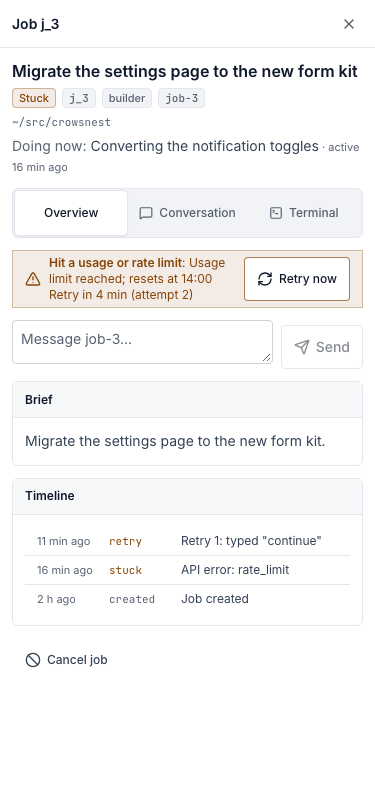 Job j_3
Migrate the settings page to the new form kit
Stuck j_3 builder job-3
~/src/crowsnest
Doing now: Converting the notification toggles · active
16 min ago
Overview Conversation Terminal
Hit a usage or rate limit: Usage
limit reached; resets at 14:00
Retry in 4 min (attempt 2)
Retry now
Message job-3...
Send
Brief
Migrate the settings page to the new form kit.
Timeline
11 min ago retry Retry 1: typed "continue"
16 min ago stuck API error: rate_limit
2 h ago created Job created
Cancel job